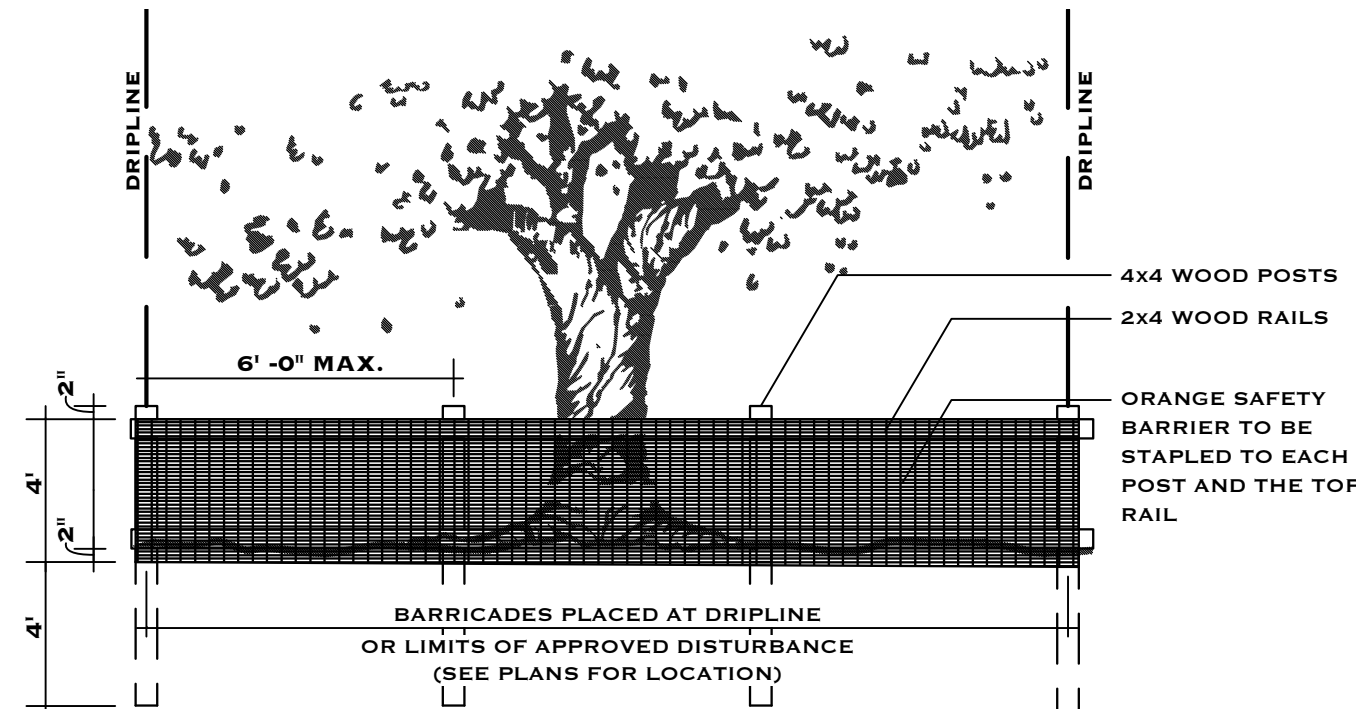 DRIPLINE
DRIPLINE
4x4 WOOD POSTS
2x4 WOOD RAILS
6' -0" MAX.
2"
ORANGE SAFETY
BARRIER TO BE
STAPLED TO EACH
POST AND THE TOP
RAIL
4'
2"
4'
BARRICADES PLACED AT DRIPLINE
OR LIMITS OF APPROVED DISTURBANCE
(SEE PLANS FOR LOCATION)